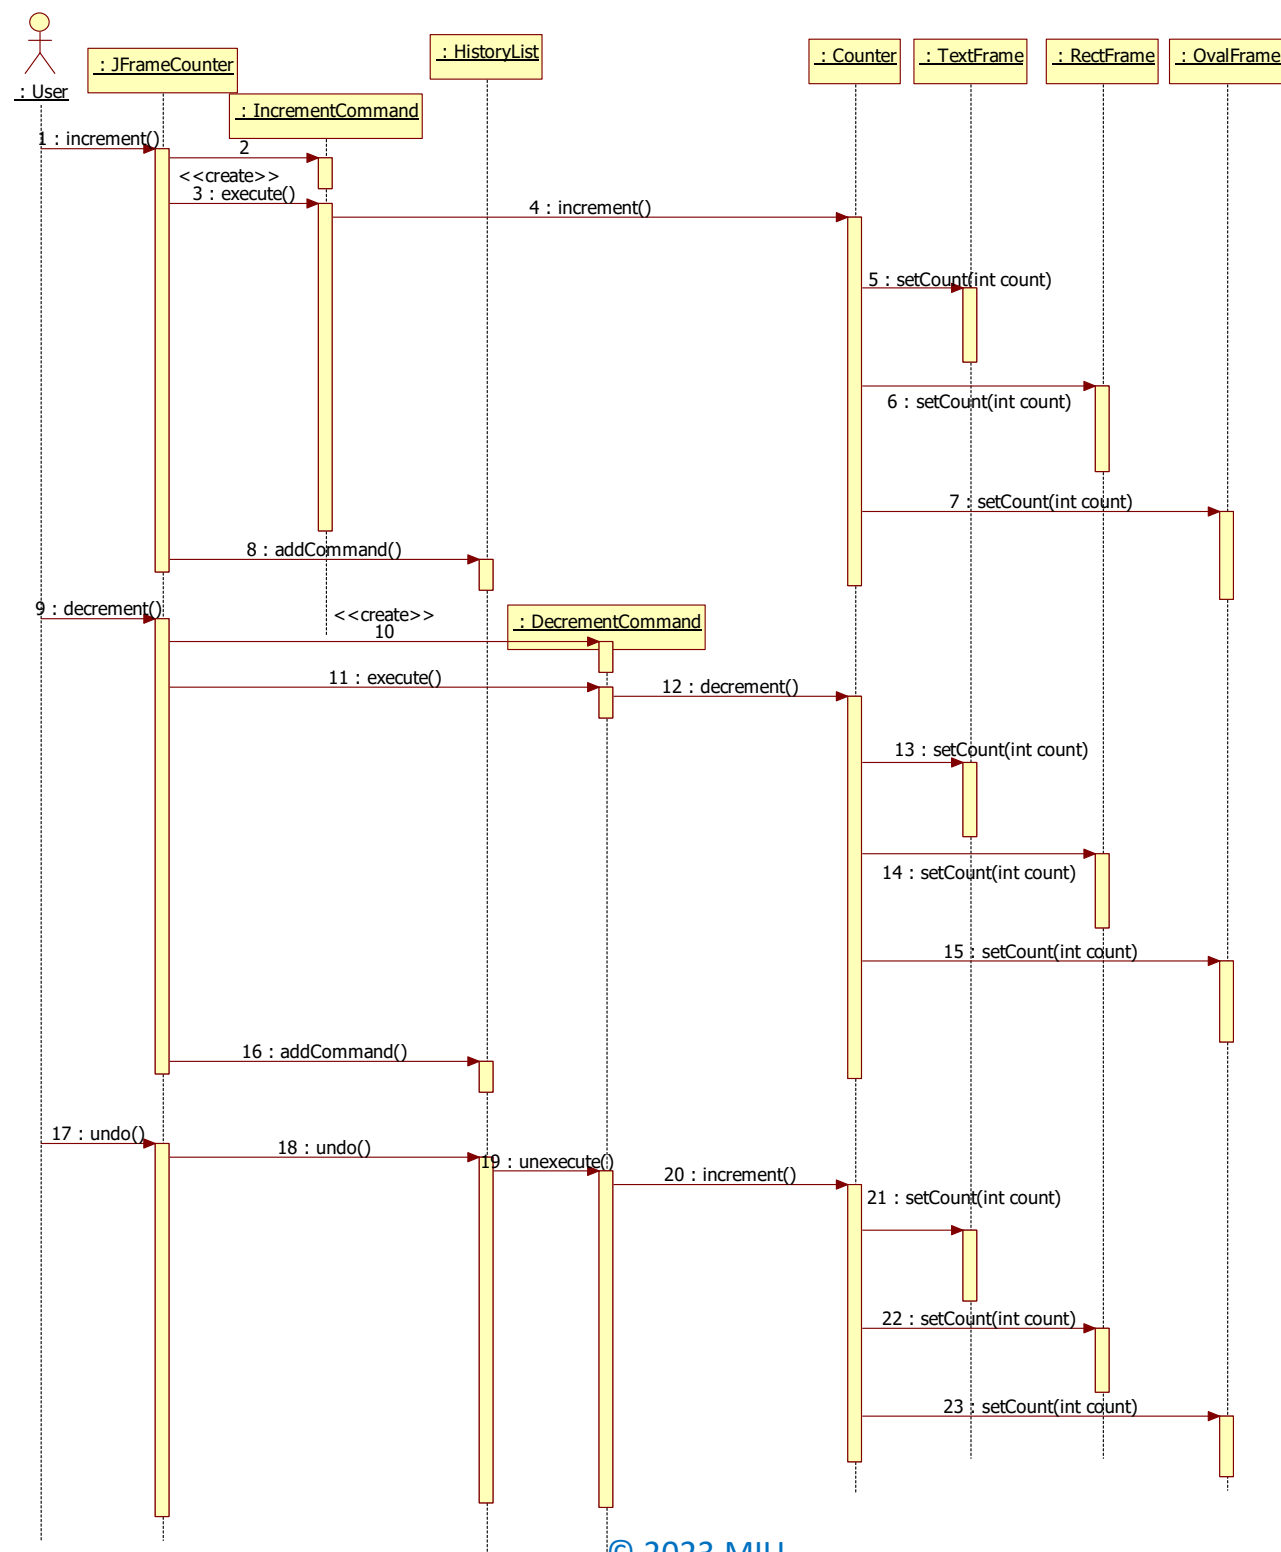 : User
: JFrameCounter
: IncrementCommand
: HistoryList
: Counter
: TextFrame
: RectFrame
: OvalFrame
1 : increment()
2
<<create>>
3 : execute()
4 : increment()
5 : setCount(int count)
6 : setCount(int count)
7 : setCount(int count)
8 : addCommand()
9 : decrement()
<<create>>
10
: DecrementCommand
11 : execute()
12 : decrement()
13 : setCount(int count)
14 : setCount(int count)
15 : setCount(int count)
16 : addCommand()
17 : undo()
18 : undo()
19 : unexecute()
20 : increment()
21 : setCount(int count)
22 : setCount(int count)
23 : setCount(int count)
© 2023 MIU